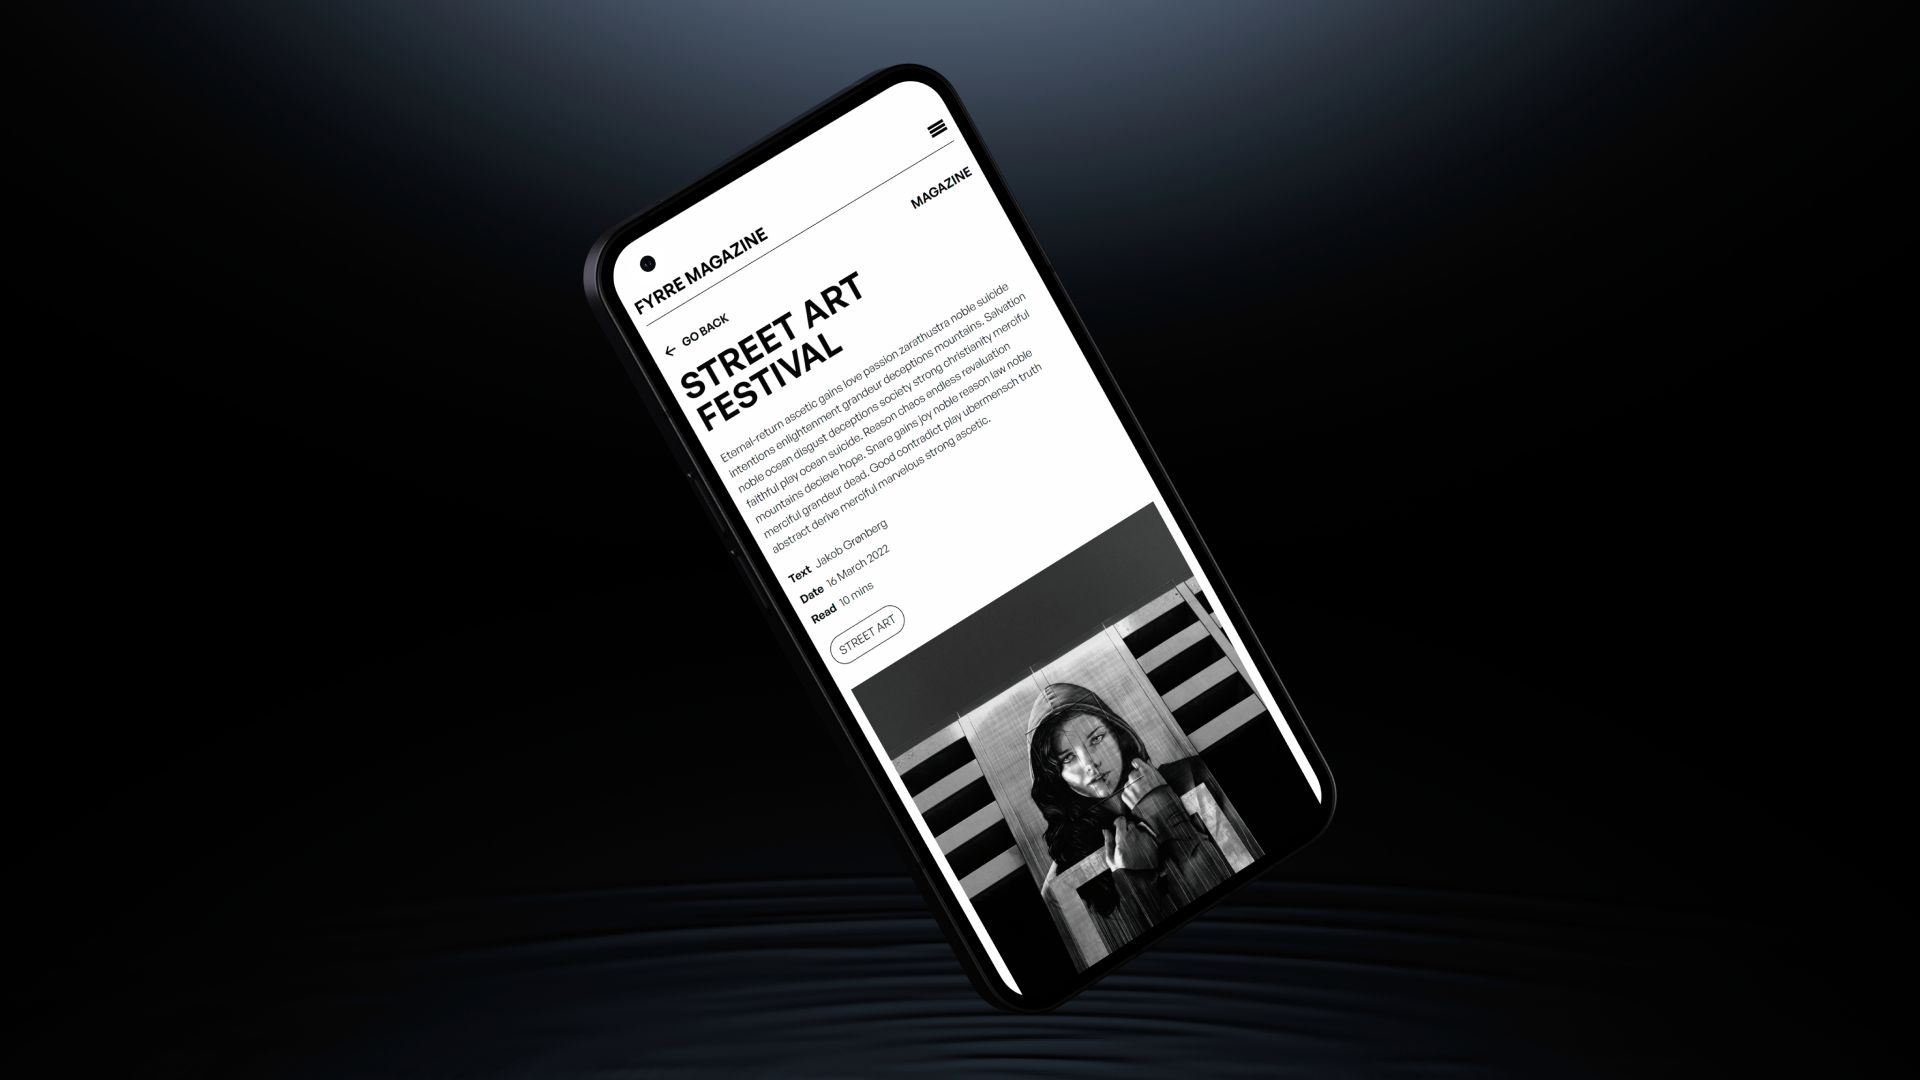 FYRRE MAGAZINE
GO BACK
MAGAZINE
STREET ART
FESTIVAL
Eternal-return ascetic gains love passion zarathustra noble suicide
intentions enlightenment grandeur deceptions mountains. Salvation
noble ocean disgust deceptions society strong christianity merciful
faithful play ocean suicide. Reason chaos endless revaluation
mountains decieve hope. Snare gains joy noble reason law noble
merciful grandeur dead. Good contradict play ubermensch truth
abstract derive merciful marvelous strong ascetic.
Text Jakob Grønberg
Date 16 March 2022
Read 10 mins
STREET ART